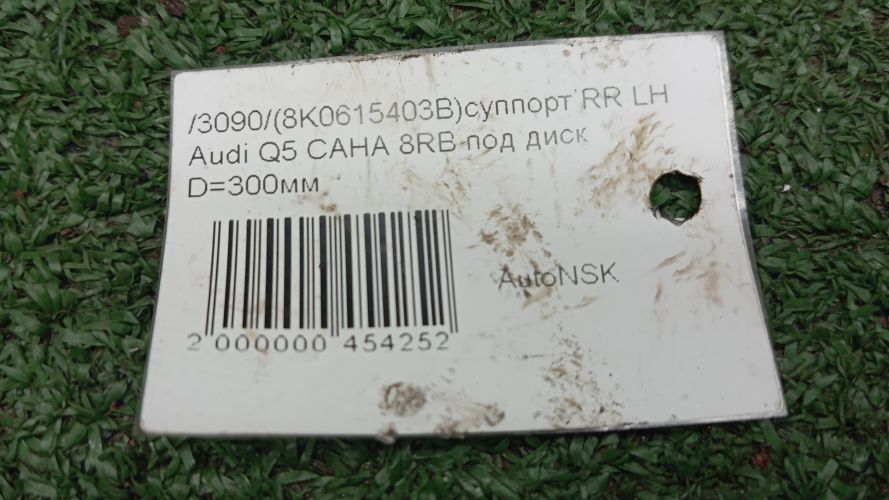 /3090/(8K0615403B)суппорт RR LH
Audi Q5 CAHA 8RB под диск
D=300мм
AutoNSK
2 000000 454252